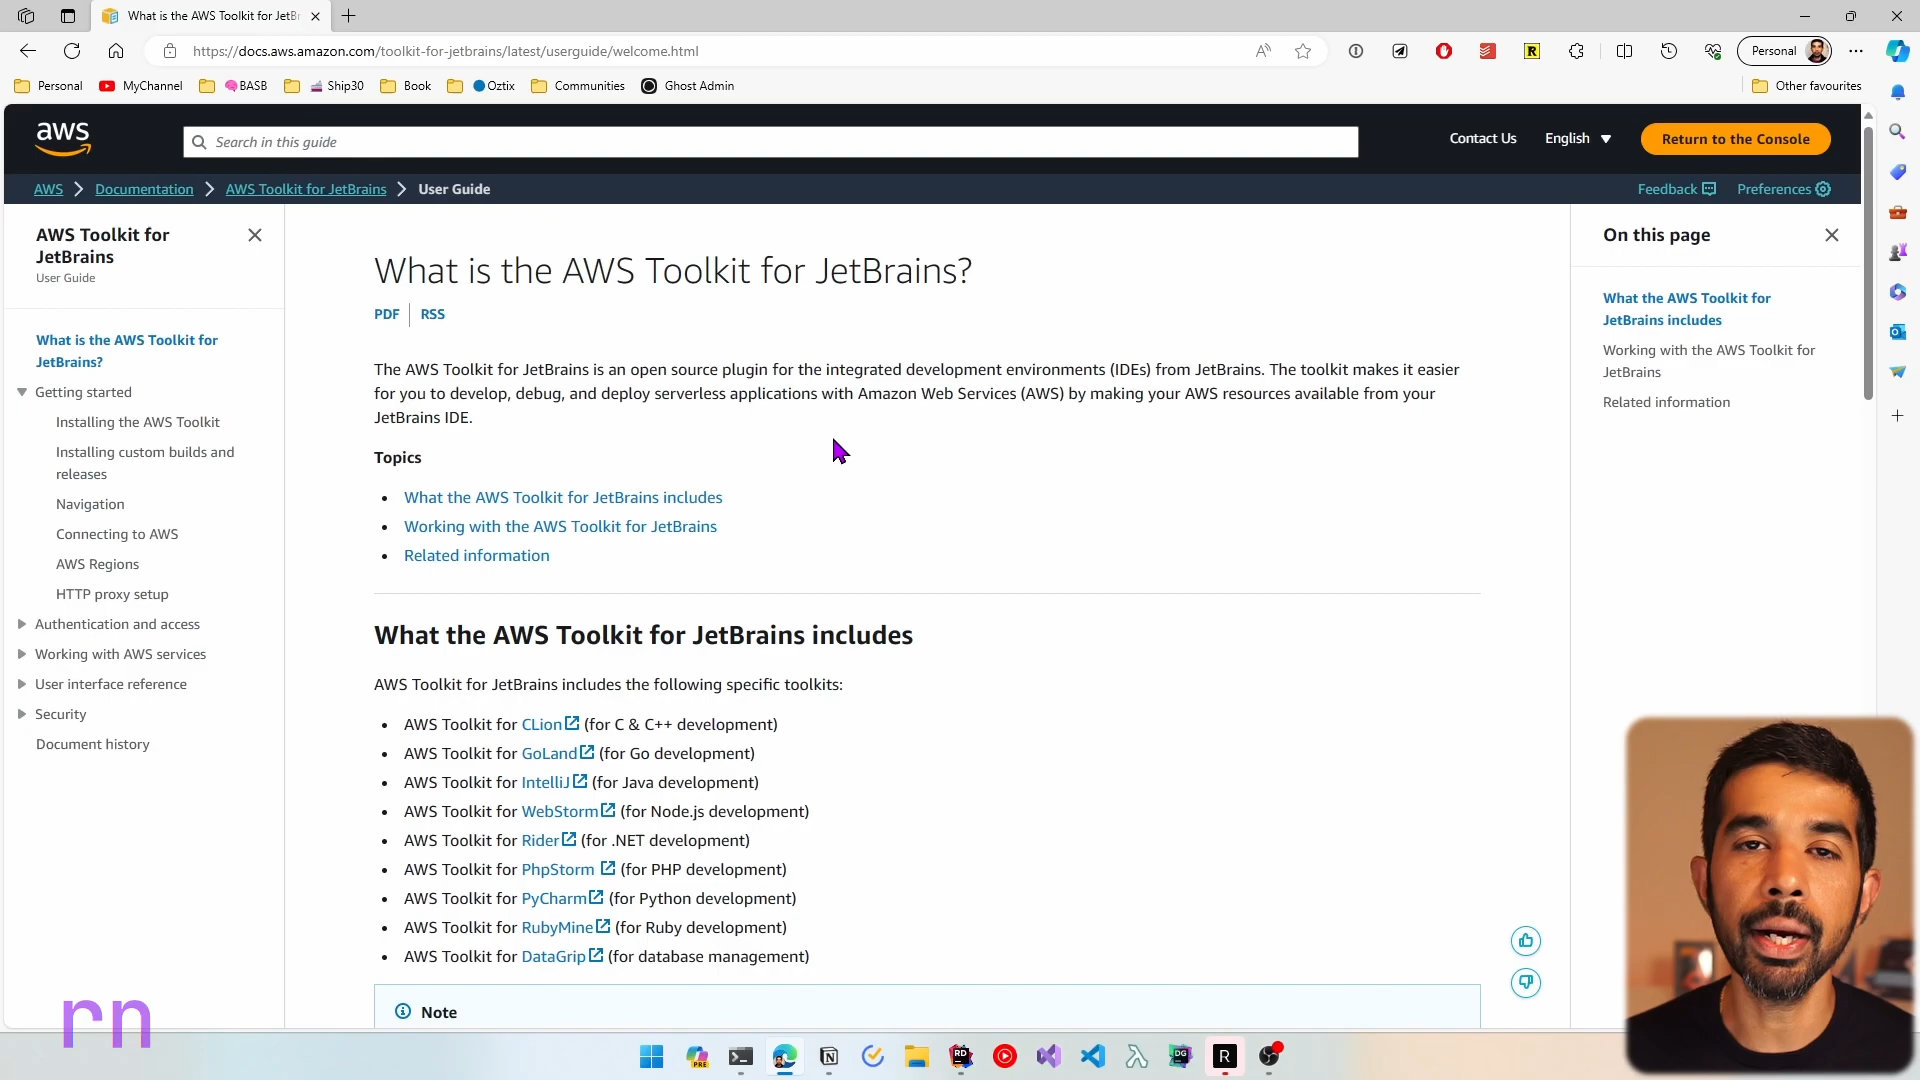 What is the AWS Toolkit for JetBr
https://docs.aws.amazon.com/toolkit-for-jetbrains/latest/userguide/welcome.html
Personal
Personal
MyChannel
BASB
Ship30
Book
Oztix
Communities
Ghost Admin
Other favourites
aws
Search in this guide
Contact Us
English
Return to the Console
AWS
Documentation
AWS Toolkit for JetBrains
User Guide
Feedback
Preferences
AWS Toolkit for
JetBrains
User Guide
What is the AWS Toolkit for
JetBrains?
Getting started
Installing the AWS Toolkit
Installing custom builds and
releases
Navigation
Connecting to AWS
AWS Regions
HTTP proxy setup
Authentication and access
Working with AWS services
User interface reference
Security
Document history
What is the AWS Toolkit for JetBrains?
PDF
RSS
The AWS Toolkit for JetBrains is an open source plugin for the integrated development environments (IDEs) from JetBrains. The toolkit makes it easier
for you to develop, debug, and deploy serverless applications with Amazon Web Services (AWS) by making your AWS resources available from your
JetBrains IDE.
Topics
• What the AWS Toolkit for JetBrains includes
• Working with the AWS Toolkit for JetBrains
• Related information
What the AWS Toolkit for JetBrains includes
AWS Toolkit for JetBrains includes the following specific toolkits:
• AWS Toolkit for CLion (for C & C++ development)
• AWS Toolkit for GoLand (for Go development)
• AWS Toolkit for IntelliJ (for Java development)
• AWS Toolkit for WebStorm (for Node.js development)
• AWS Toolkit for Rider (for .NET development)
• AWS Toolkit for PhpStorm (for PHP development)
• AWS Toolkit for PyCharm (for Python development)
• AWS Toolkit for RubyMine (for Ruby development)
• AWS Toolkit for DataGrip (for database management)
Note
On this page
What the AWS Toolkit for
JetBrains includes
Working with the AWS Toolkit for
JetBrains
Related information
rn
PRE
RD
DG
R